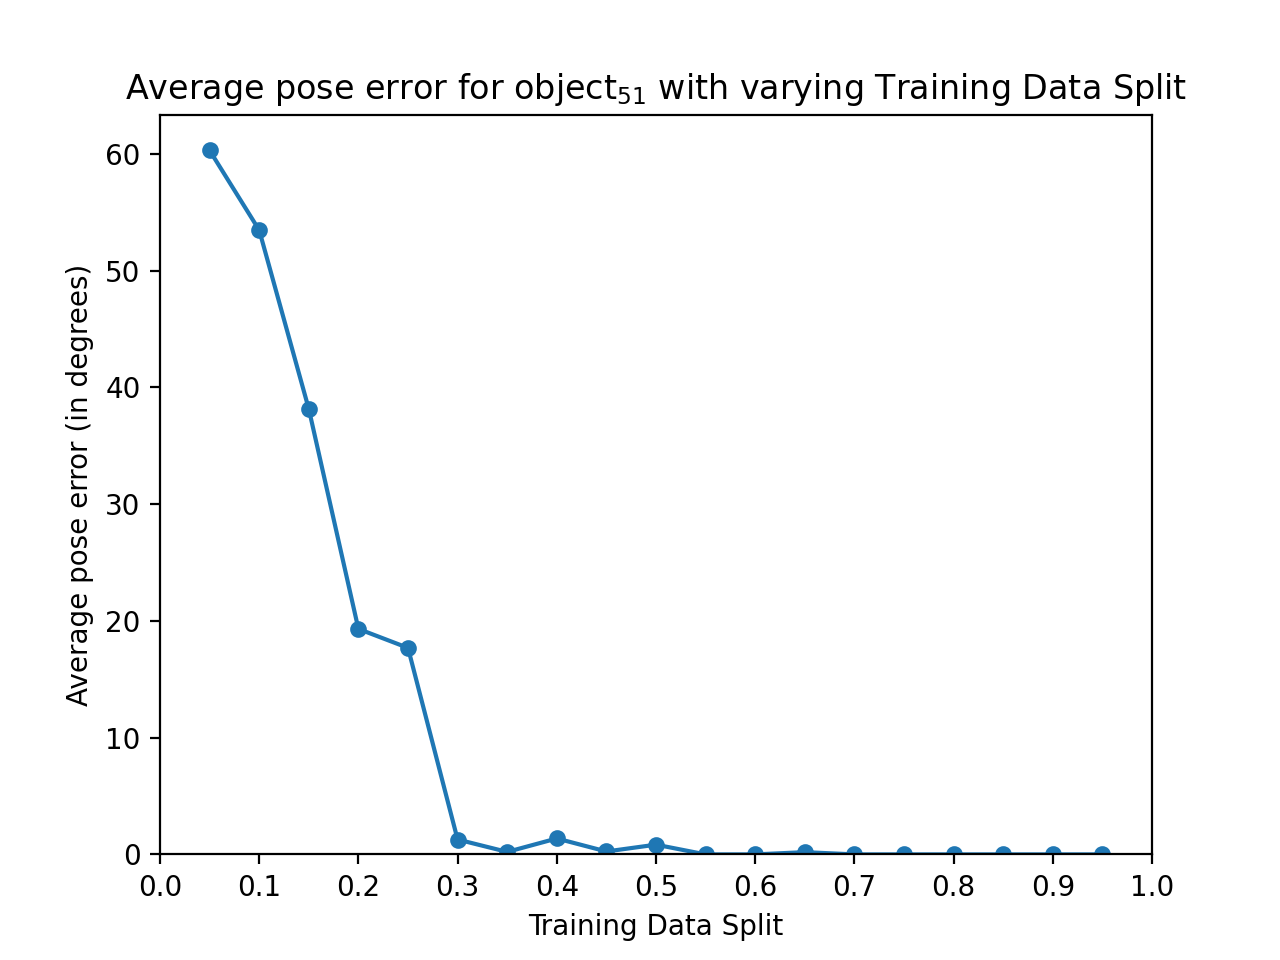 Average pose error for object₅₁ with varying Training Data Split
60
50
40
30
20
10
0
Average pose error (in degrees)
0.0 0.1 0.2 0.3 0.4 0.5 0.6 0.7 0.8 0.9 1.0
Training Data Split